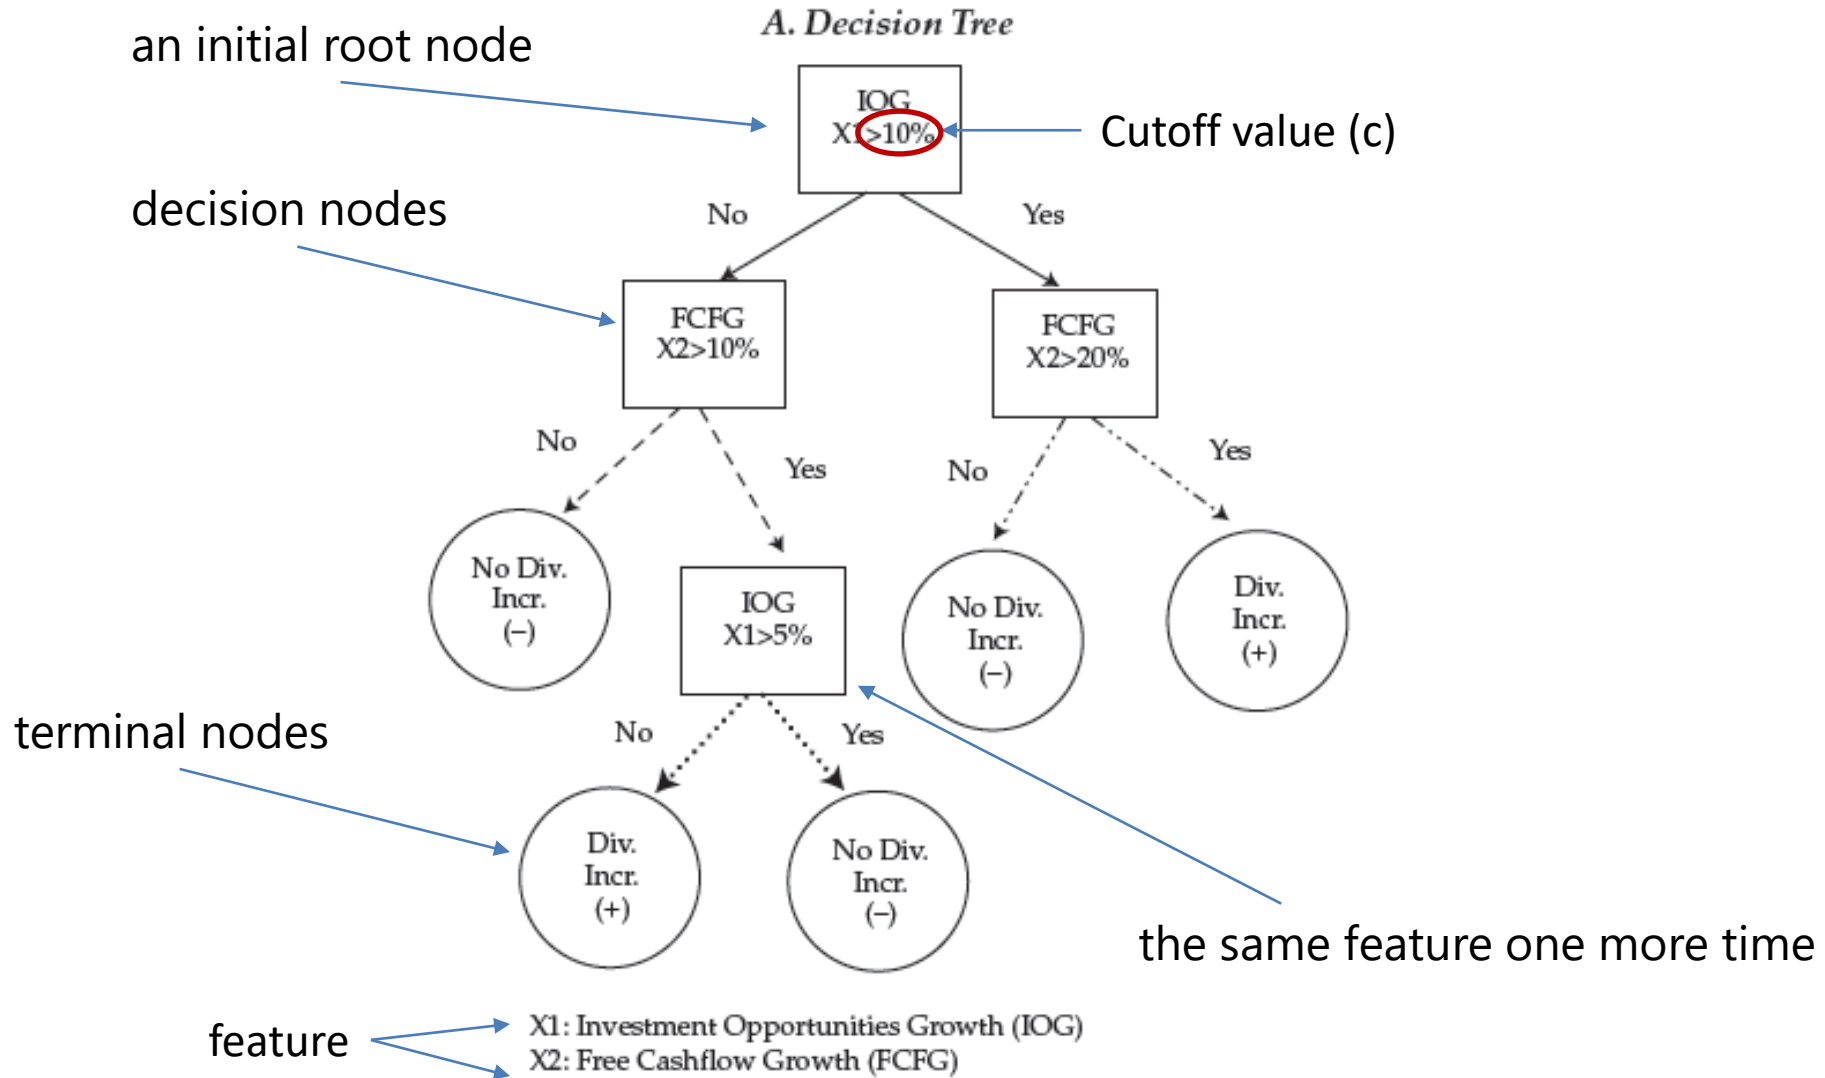 A. Decision Tree
an initial root node
IOG
X1>10%
Cutoff value (c)
decision nodes
No
Yes
FCFG
X2>10%
FCFG
X2>20%
No
Yes
No
Yes
No Div.
Incr.
(–)
IOG
X1>5%
No Div.
Incr.
(–)
Div.
Incr.
(+)
terminal nodes
No
Yes
Div.
Incr.
(+)
No Div.
Incr.
(–)
the same feature one more time
feature
X1: Investment Opportunities Growth (IOG)
X2: Free Cashflow Growth (FCFG)